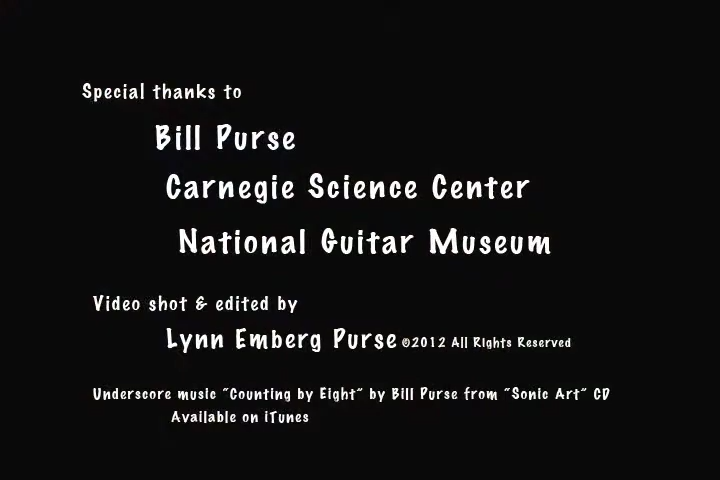 Special thanks to
Bill Purse
Carnegie Science Center
National Guitar Museum
Video shot & edited by
Lynn Emberg Purse ©2012 All Rights Reserved
Underscore music "Counting by Eight" by Bill Purse from "Sonic Art" CD
Available on iTunes